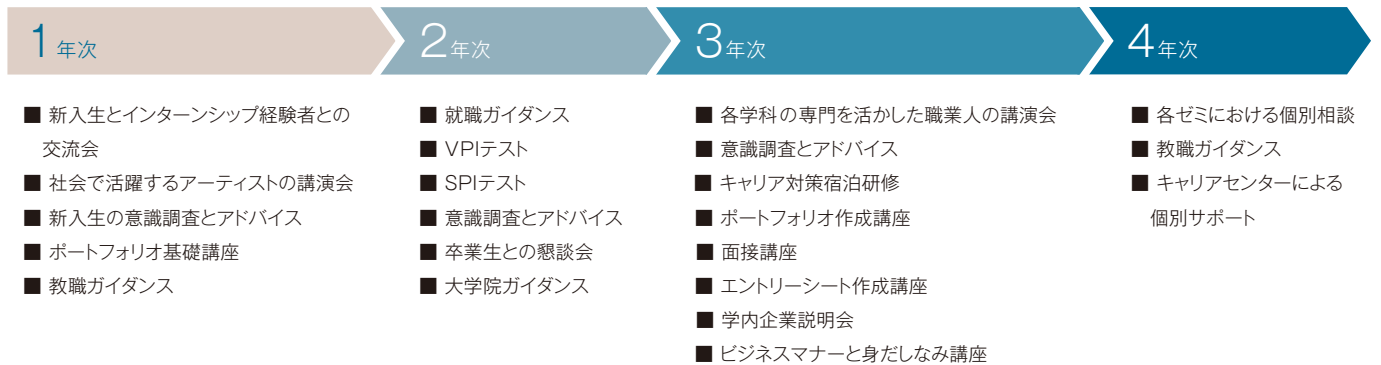 1年次
■ 新入生とインターンシップ経験者との
交流会
■ 社会で活躍するアーティストの講演会
■ 新入生の意識調査とアドバイス
■ ポートフォリオ基礎講座
■ 教職ガイダンス
2年次
■ 就職ガイダンス
■ VPIテスト
■ SPIテスト
■ 意識調査とアドバイス
■ 卒業生との懇談会
■ 大学院ガイダンス
3年次
■ 各学科の専門を活かした職業人の講演会
■ 意識調査とアドバイス
■ キャリア対策宿泊研修
■ ポートフォリオ作成講座
■ 面接講座
■ エントリーシート作成講座
■ 学内企業説明会
■ ビジネスマナーと身だしなみ講座
4年次
■ 各ゼミにおける個別相談
■ 教職ガイダンス
■ キャリアセンターによる
個別サポート